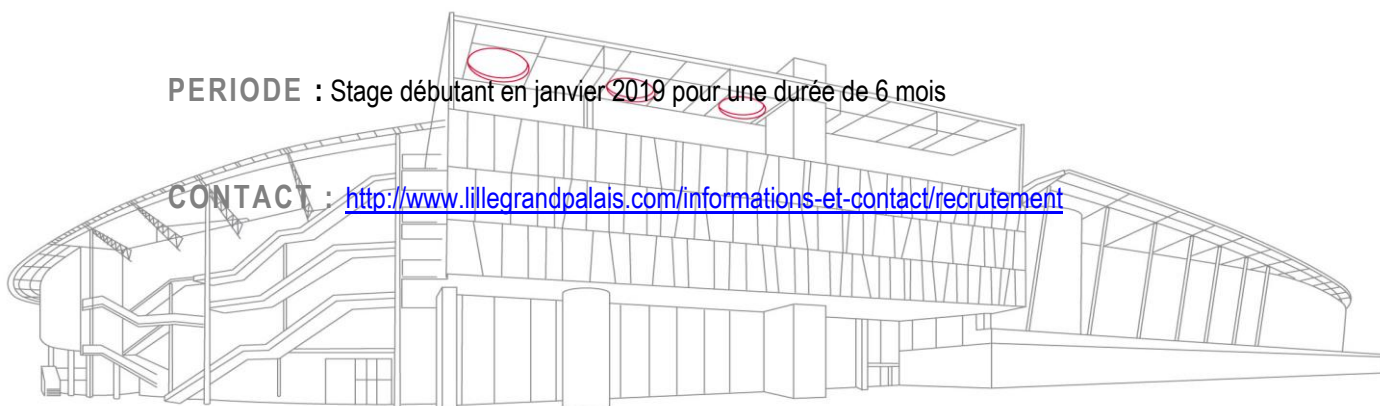 PERIODE : Stage débutant en janvier 2019 pour une durée de 6 mois
CONTACT : http://www.lillegrandpalais.com/informations-et-contact/recrutement